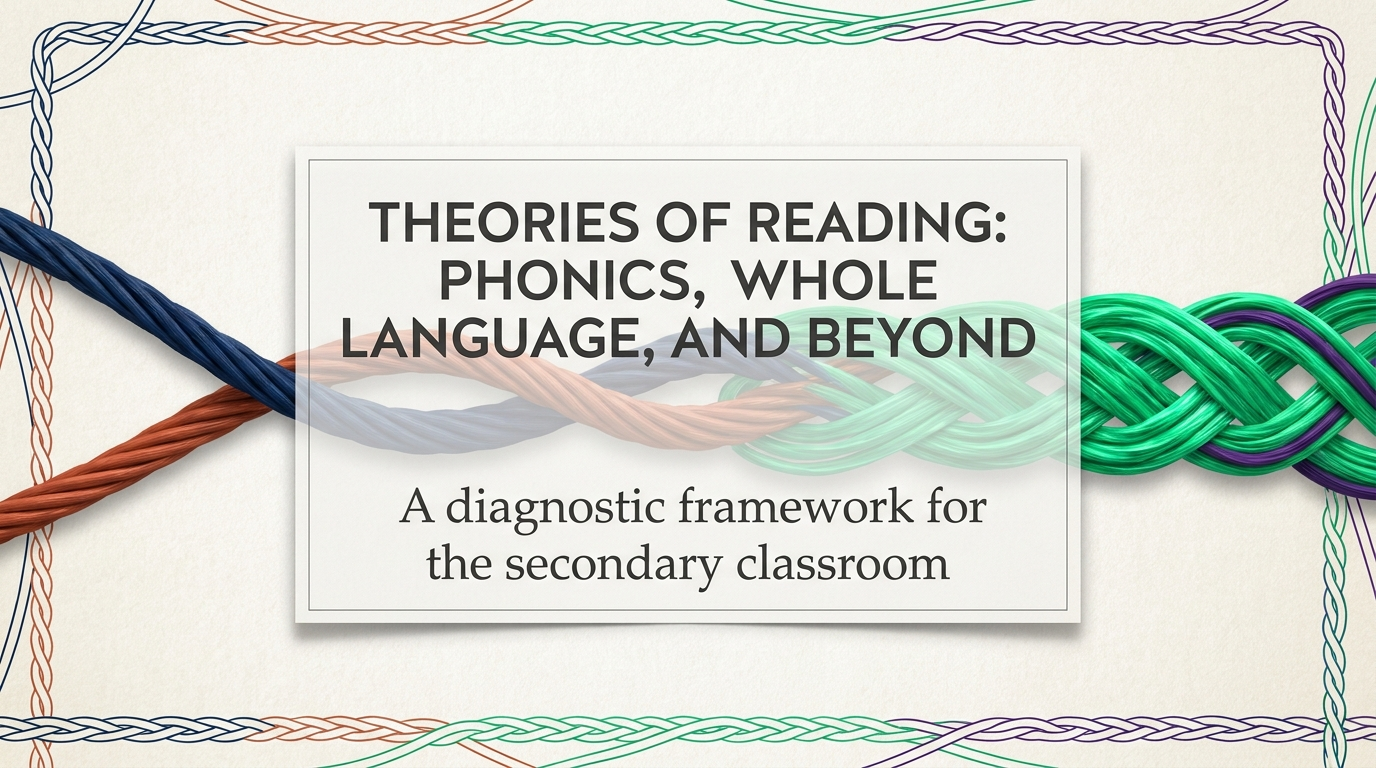 THEORIES OF READING:
PHONICS, WHOLE
LANGUAGE, AND BEYOND
A diagnostic framework for
the secondary classroom